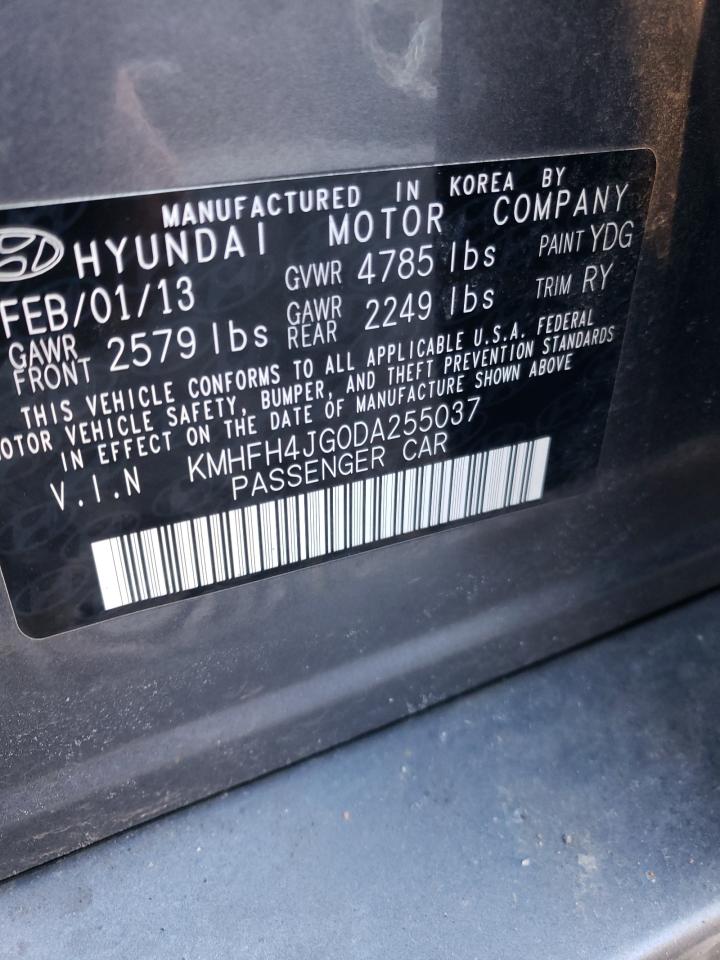 MANUFACTURED IN KOREA BY
HYUNDAI MOTOR COMPANY
FEB/01/13 GVWR 4785 lbs PAINT YDG
GAWR FRONT 2579 lbs GAWR REAR 2249 lbs TRIM RY
THIS VEHICLE CONFORMS TO ALL APPLICABLE U.S.A. FEDERAL
MOTOR VEHICLE SAFETY, BUMPER, AND THEFT PREVENTION STANDARDS
IN EFFECT ON THE DATE OF MANUFACTURE SHOWN ABOVE
V.I.N KMHFH4JG0DA255037
PASSENGER CAR